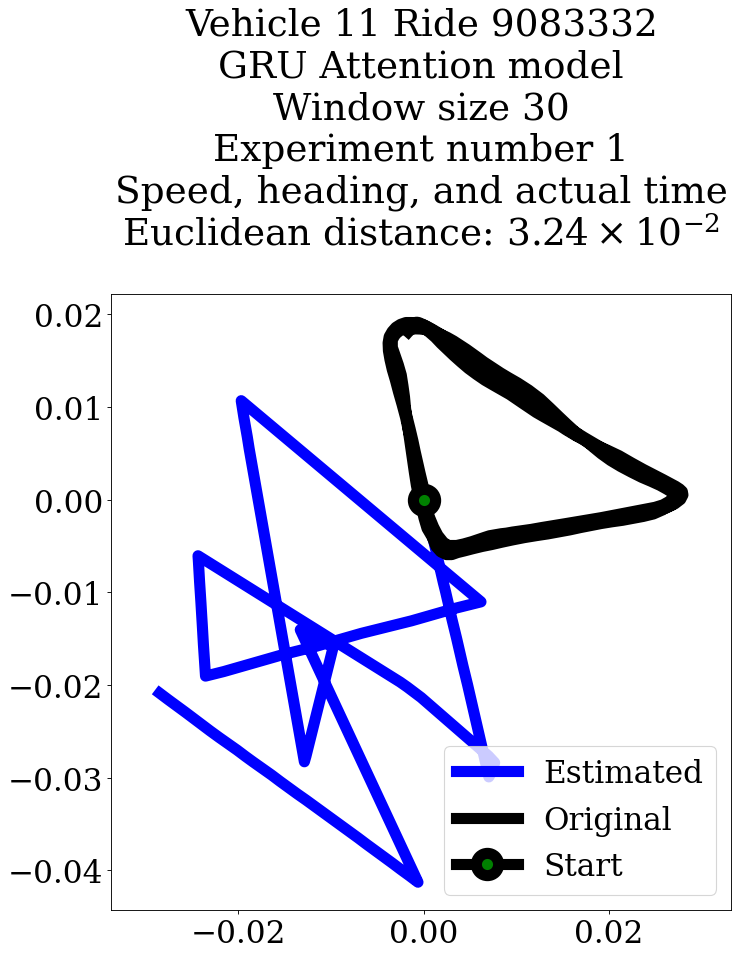 Vehicle 11 Ride 9083332
GRU Attention model
Window size 30
Experiment number 1
Speed, heading, and actual time
Euclidean distance: 3.24 × 10⁻²
0.02
0.01
0.00
−0.01
−0.02
−0.03
−0.04
Estimated
Original
Start
−0.02
0.00
0.02